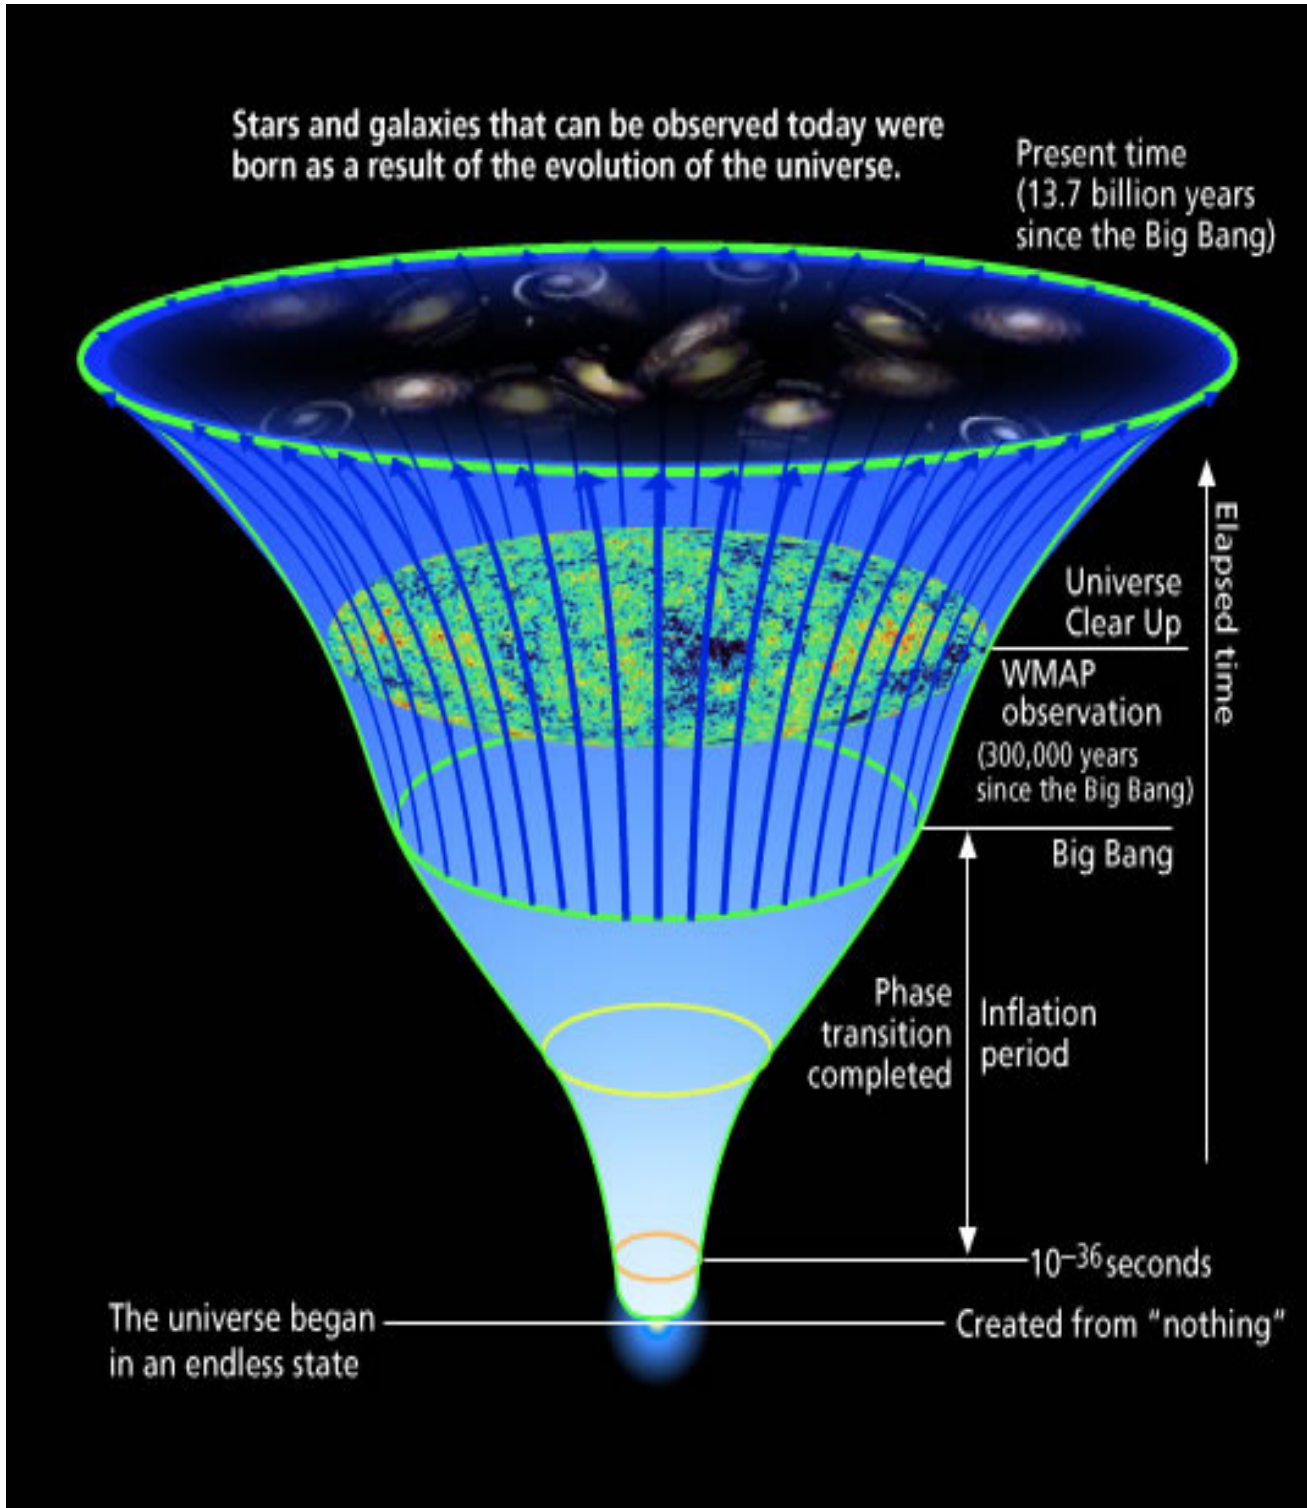 Stars and galaxies that can be observed today were
born as a result of the evolution of the universe.
Present time
(13.7 billion years
since the Big Bang)
Elapsed time
Universe
Clear Up
WMAP
observation
(300,000 years
since the Big Bang)
Big Bang
Phase
transition
completed
Inflation
period
10⁻³⁶ seconds
The universe began
in an endless state
Created from "nothing"